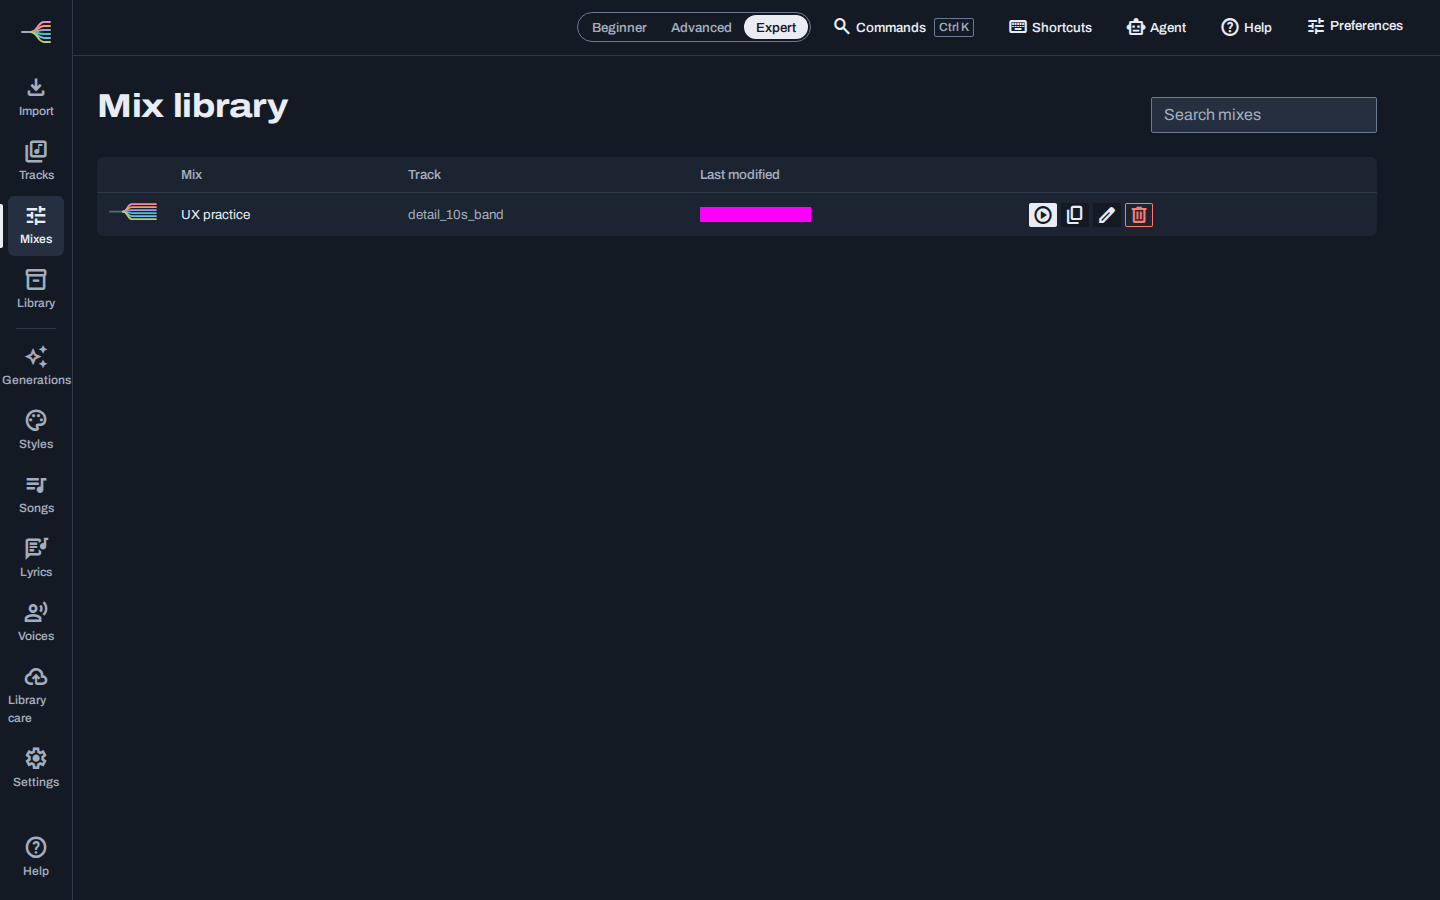 Beginner Advanced Expert Commands Ctrl K Shortcuts Agent Help Preferences
Import
Tracks
Mixes
Library
Generations
Styles
Songs
Lyrics
Voices
Library
care
Settings
Help
Mix library
Search mixes
Mix Track Last modified
UX practice detail_10s_band